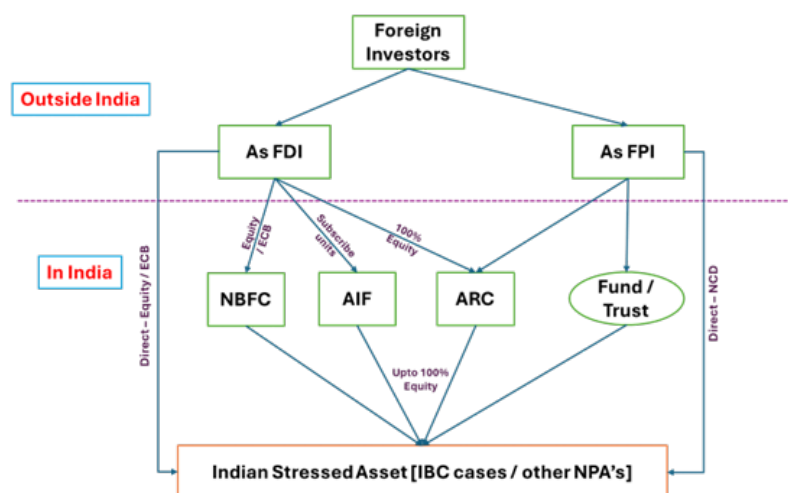 Foreign
Investors
Outside India
As FDI
As FPI
Equity
/ ECB
Subscribe
units
100%
Equity
In India
Direct – Equity / ECB
NBFC
AIF
ARC
Fund /
Trust
Direct – NCD
Upto 100%
Equity
Indian Stressed Asset [IBC cases / other NPA's]